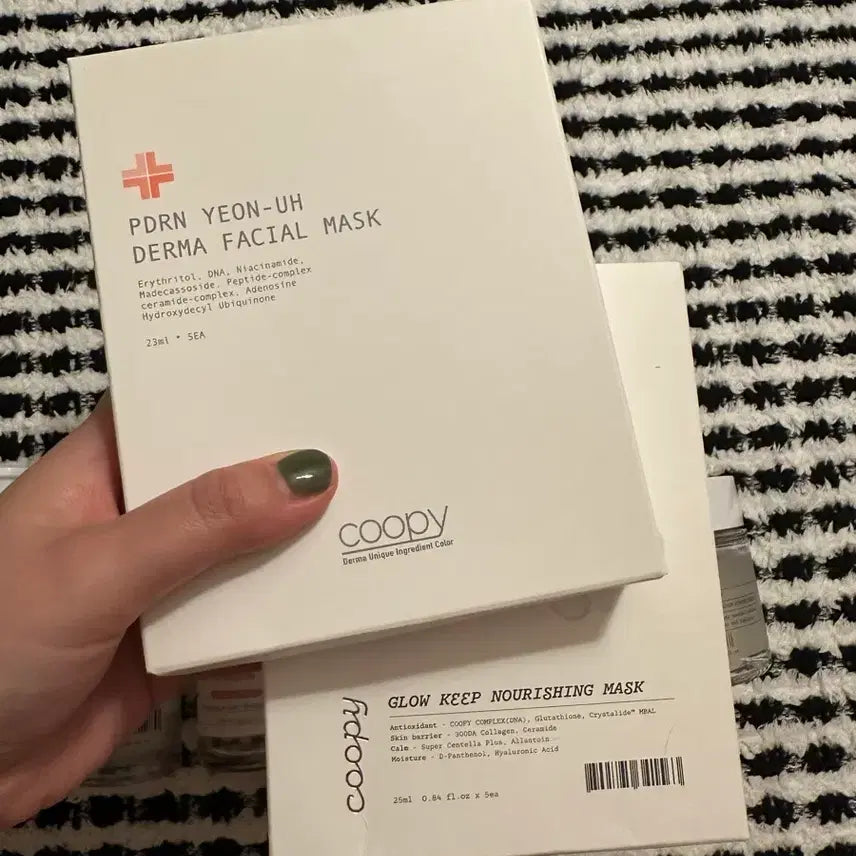 PDRN YEON-UH
DERMA FACIAL MASK
Erythritol, DNA, Niacinamide,
Madecassoside, Peptide-complex
ceramide-complex, Adenosine
Hydroxydecyl Ubiquinone
23ml * 5EA
coopy
Derma Unique Ingredient Color
coopy
GLOW KEEP NOURISHING MASK
Antioxidant - COOPY COMPLEX(DNA), Glutathione, Crystalide™ MBAL
Skin barrier - 300DA Collagen, Ceramide
Calm - Super Centella Plus, Allantoin
Moisture - D-Panthenol, Hyaluronic Acid
25ml 0.84 fl.oz x 5ea